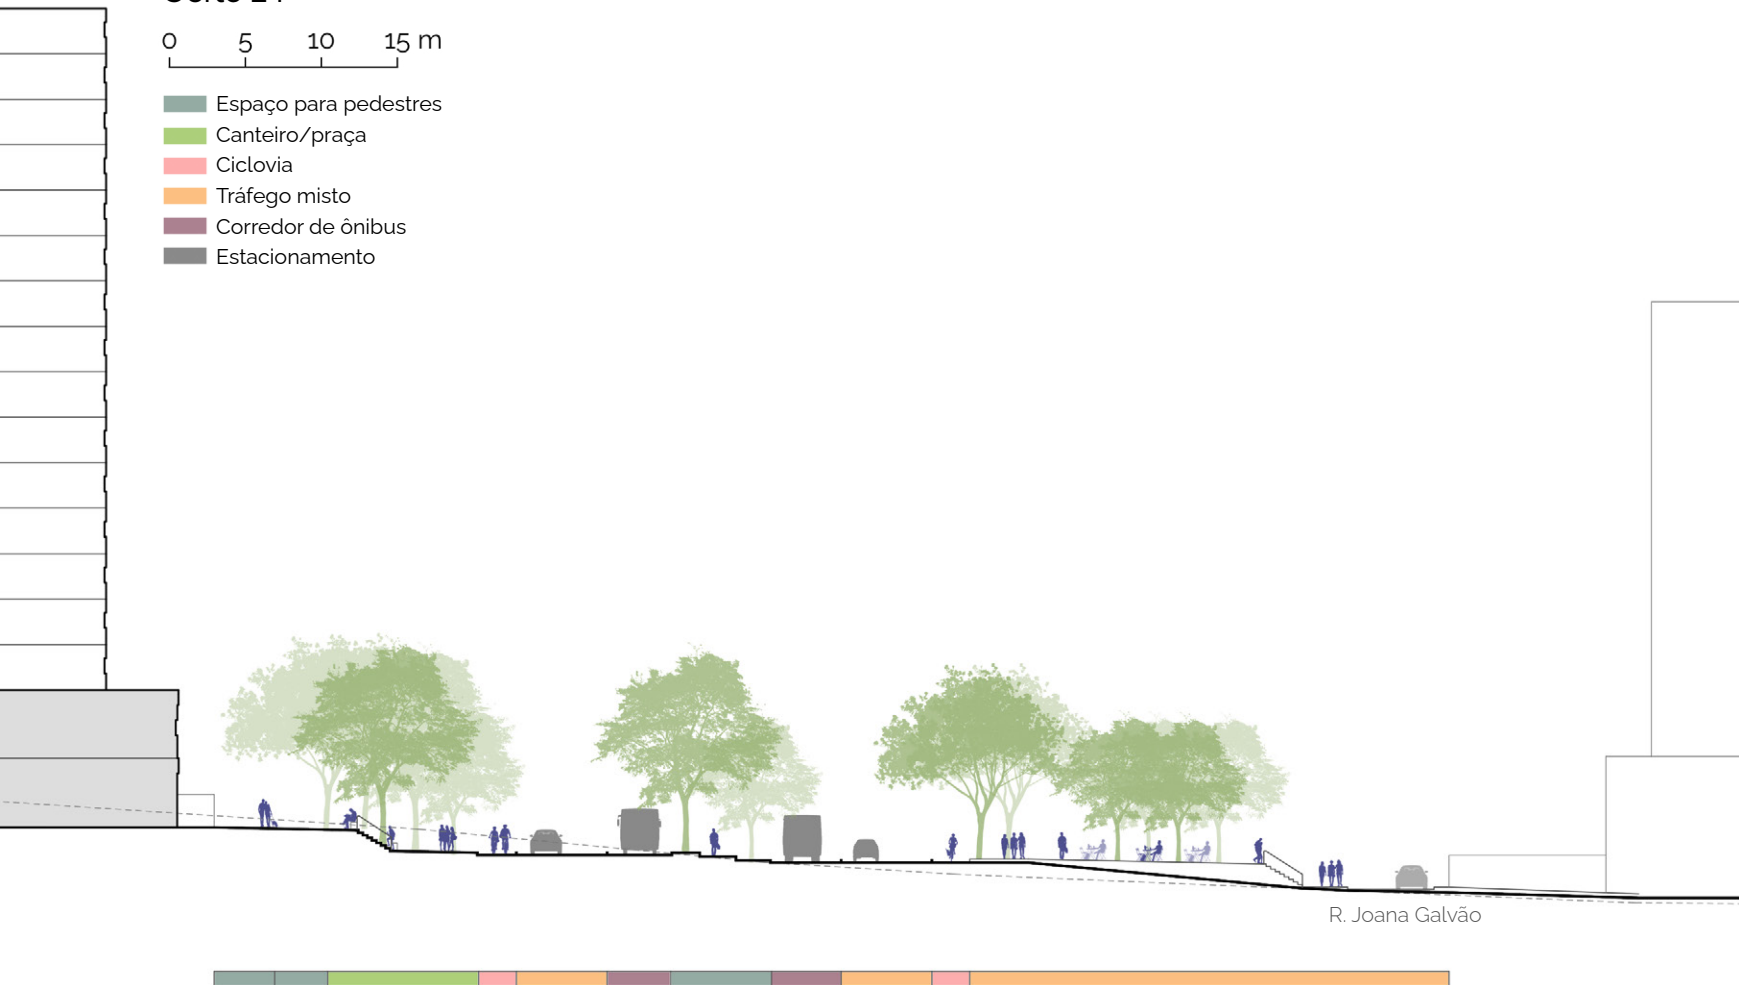 0 5 10 15 m
Espaço para pedestres
Canteiro/praça
Ciclovia
Tráfego misto
Corredor de ônibus
Estacionamento
R. Joana Galvão